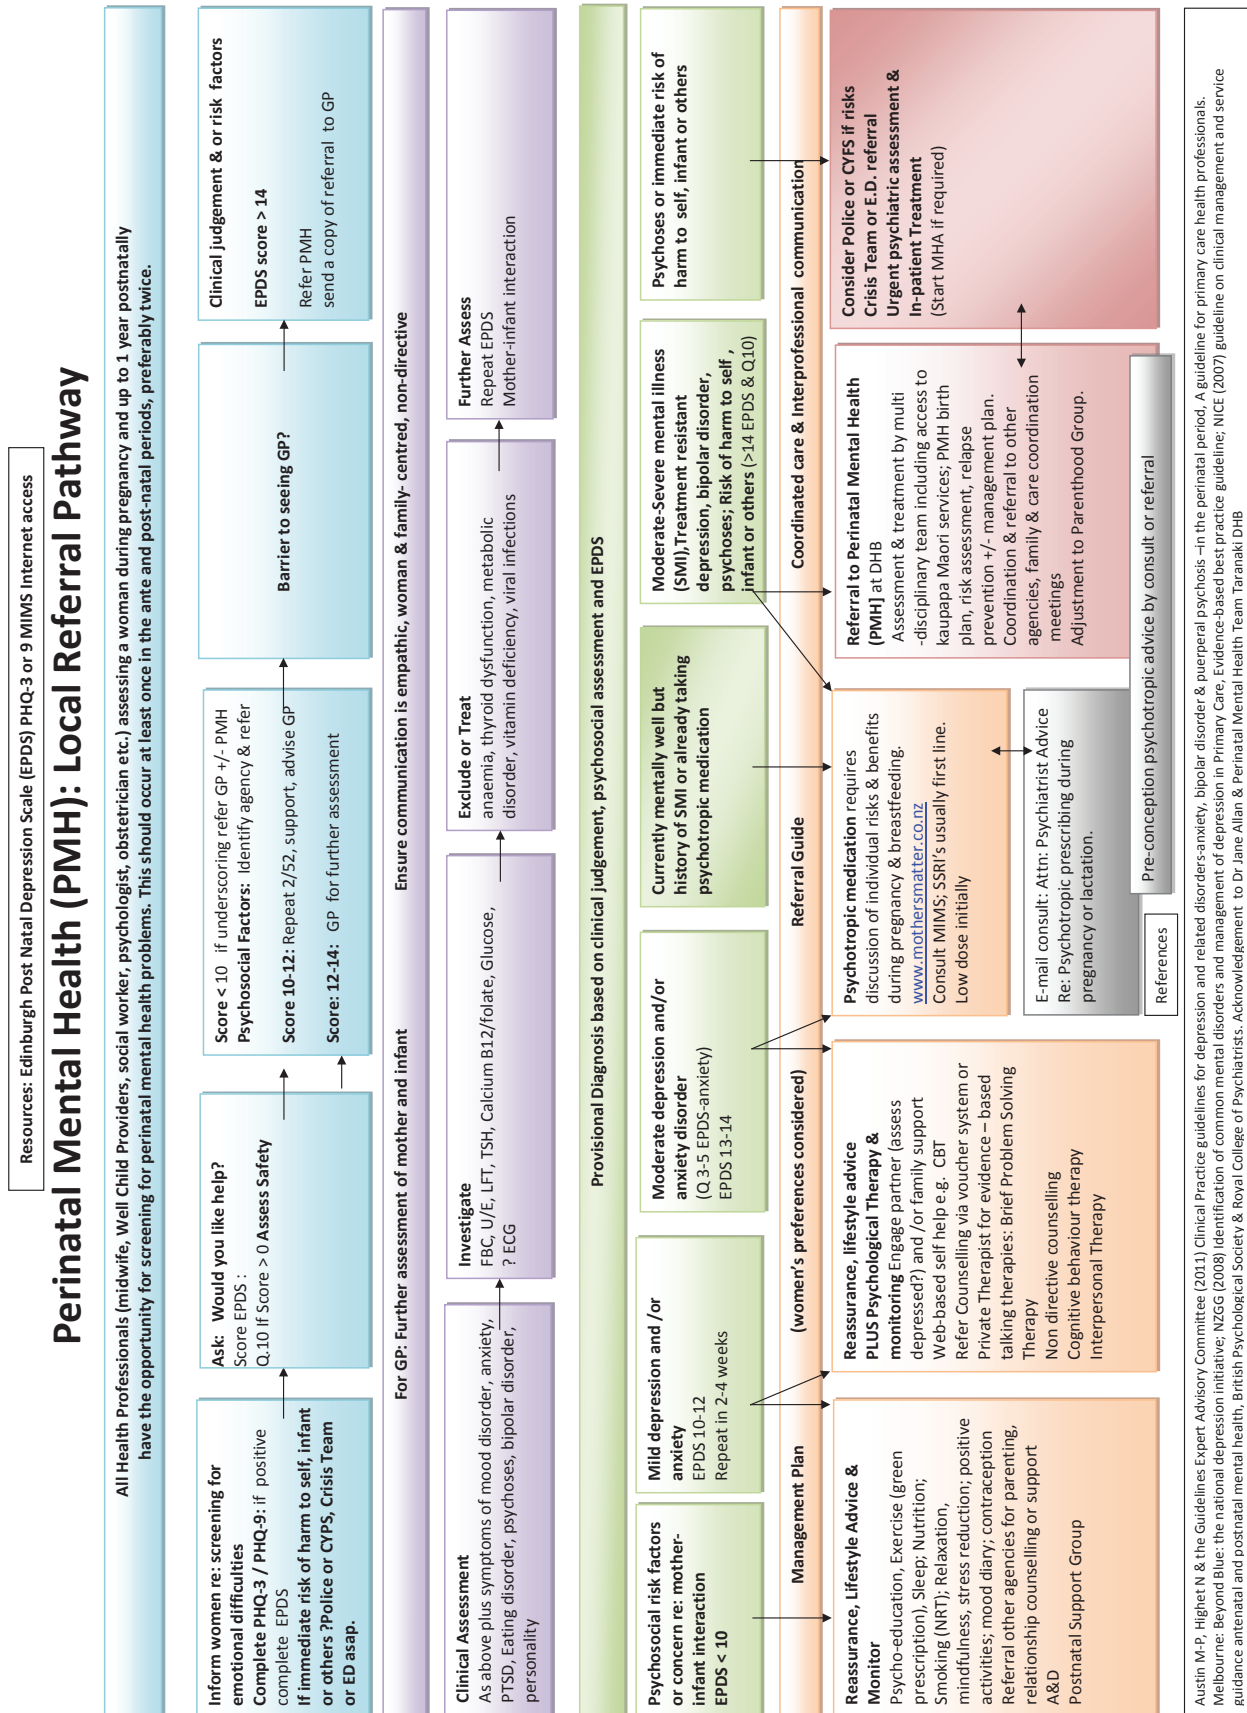 Resources: Edinburgh Post Natal Depression Scale (EPDS) PHQ-3 or 9 MIMS Internet access
Perinatal Mental Health (PMH): Local Referral Pathway
All Health Professionals (midwife, Well Child Providers, social worker, psychologist, obstetrician etc.) assessing a woman during pregnancy and up to 1 year postnatally
have the opportunity for screening for perinatal mental health problems. This should occur at least once in the ante and post-natal periods, preferably twice.
Inform women re: screening for
emotional difficulties
Complete PHQ-3 / PHQ-9: if positive
complete EPDS
If immediate risk of harm to self, infant
or others ?Police or CYPS, Crisis Team
or ED asap.
Ask: Would you like help?
Score EPDS :
Q.10 If Score > 0 Assess Safety
Score < 10 if underscoring refer GP +/- PMH
Psychosocial Factors: Identify agency & refer
Score 10-12: Repeat 2/52, support, advise GP
Score: 12-14: GP for further assessment
Barrier to seeing GP?
Clinical judgement & or risk factors
EPDS score > 14
Refer PMH
send a copy of referral to GP
For GP: Further assessment of mother and infant
Ensure communication is empathic, woman & family- centred, non-directive
Clinical Assessment
As above plus symptoms of mood disorder, anxiety,
PTSD, Eating disorder, psychoses, bipolar disorder,
personality
Investigate
FBC, U/E, LFT, TSH, Calcium B12/folate, Glucose,
? ECG
Exclude or Treat
anaemia, thyroid dysfunction, metabolic
disorder, vitamin deficiency, viral infections
Further Assess
Repeat EPDS
Mother-infant interaction
Provisional Diagnosis based on clinical judgement, psychosocial assessment and EPDS
Psychosocial risk factors
or concern re: mother-
infant interaction
EPDS < 10
Mild depression and /or
anxiety
EPDS 10-12
Repeat in 2-4 weeks
Moderate depression and/or
anxiety disorder
(Q 3-5 EPDS-anxiety)
EPDS 13-14
Currently mentally well but
history of SMI or already taking
psychotropic medication
Moderate-Severe mental illness
(SMI),Treatment resistant
depression, bipolar disorder,
psychoses; Risk of harm to self ,
infant or others (>14 EPDS & Q10)
Psychoses or immediate risk of
harm to self, infant or others
Management Plan
(women's preferences considered)
Referral Guide
Coordinated care & Interprofessional communication
Reassurance, Lifestyle Advice &
Monitor
Psycho-education, Exercise (green
prescription), Sleep; Nutrition;
Smoking (NRT); Relaxation,
mindfulness, stress reduction; positive
activities; mood diary; contraception
Referral other agencies for parenting,
relationship counselling or support
A&D
Postnatal Support Group
Reassurance, lifestyle advice
PLUS Psychological Therapy &
monitoring Engage partner (assess
depressed?) and /or family support
Web-based self help e.g. CBT
Refer Counselling via voucher system or
Private Therapist for evidence – based
talking therapies: Brief Problem Solving
Therapy
Non directive counselling
Cognitive behaviour therapy
Interpersonal Therapy
Psychotropic medication requires
discussion of individual risks & benefits
during pregnancy & breastfeeding.
www.mothersmatter.co.nz
Consult MIMS; SSRI's usually first line.
Low dose initially
E-mail consult: Attn: Psychiatrist Advice
Re: Psychotropic prescribing during
pregnancy or lactation.
Referral to Perinatal Mental Health
(PMH] at DHB
Assessment & treatment by multi
-disciplinary team including access to
kaupapa Maori services; PMH birth
plan, risk assessment, relapse
prevention +/- management plan.
Coordination & referral to other
agencies, family & care coordination
meetings
Adjustment to Parenthood Group.
Consider Police or CYFS if risks
Crisis Team or E.D. referral
Urgent psychiatric assessment &
In-patient Treatment
(Start MHA if required)
Pre-conception psychotropic advice by consult or referral
References
Austin M-P, Highet N & the Guidelines Expert Advisory Committee (2011) Clinical Practice guidelines for depression and related disorders-anxiety, bipolar disorder & puerperal psychosis –in the perinatal period, A guideline for primary care health professionals.
Melbourne: Beyond Blue: the national depression initiative; NZGG (2008) Identification of common mental disorders and management of depression in Primary Care, Evidence-based best practice guideline; NICE (2007) guideline on clinical management and service
guidance antenatal and postnatal mental health, British Psychological Society & Royal College of Psychiatrists. Acknowledgement to Dr Jane Allan & Perinatal Mental Health Team Taranaki DHB